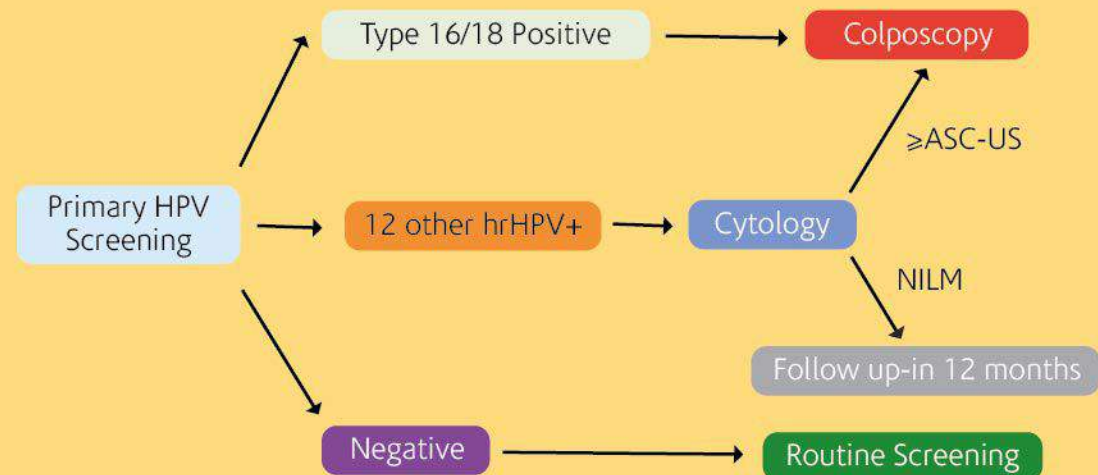 Type 16/18 Positive
Colposcopy
≥ASC-US
Primary HPV
Screening
12 other hrHPV+
Cytology
NILM
Follow up-in 12 months
Negative
Routine Screening